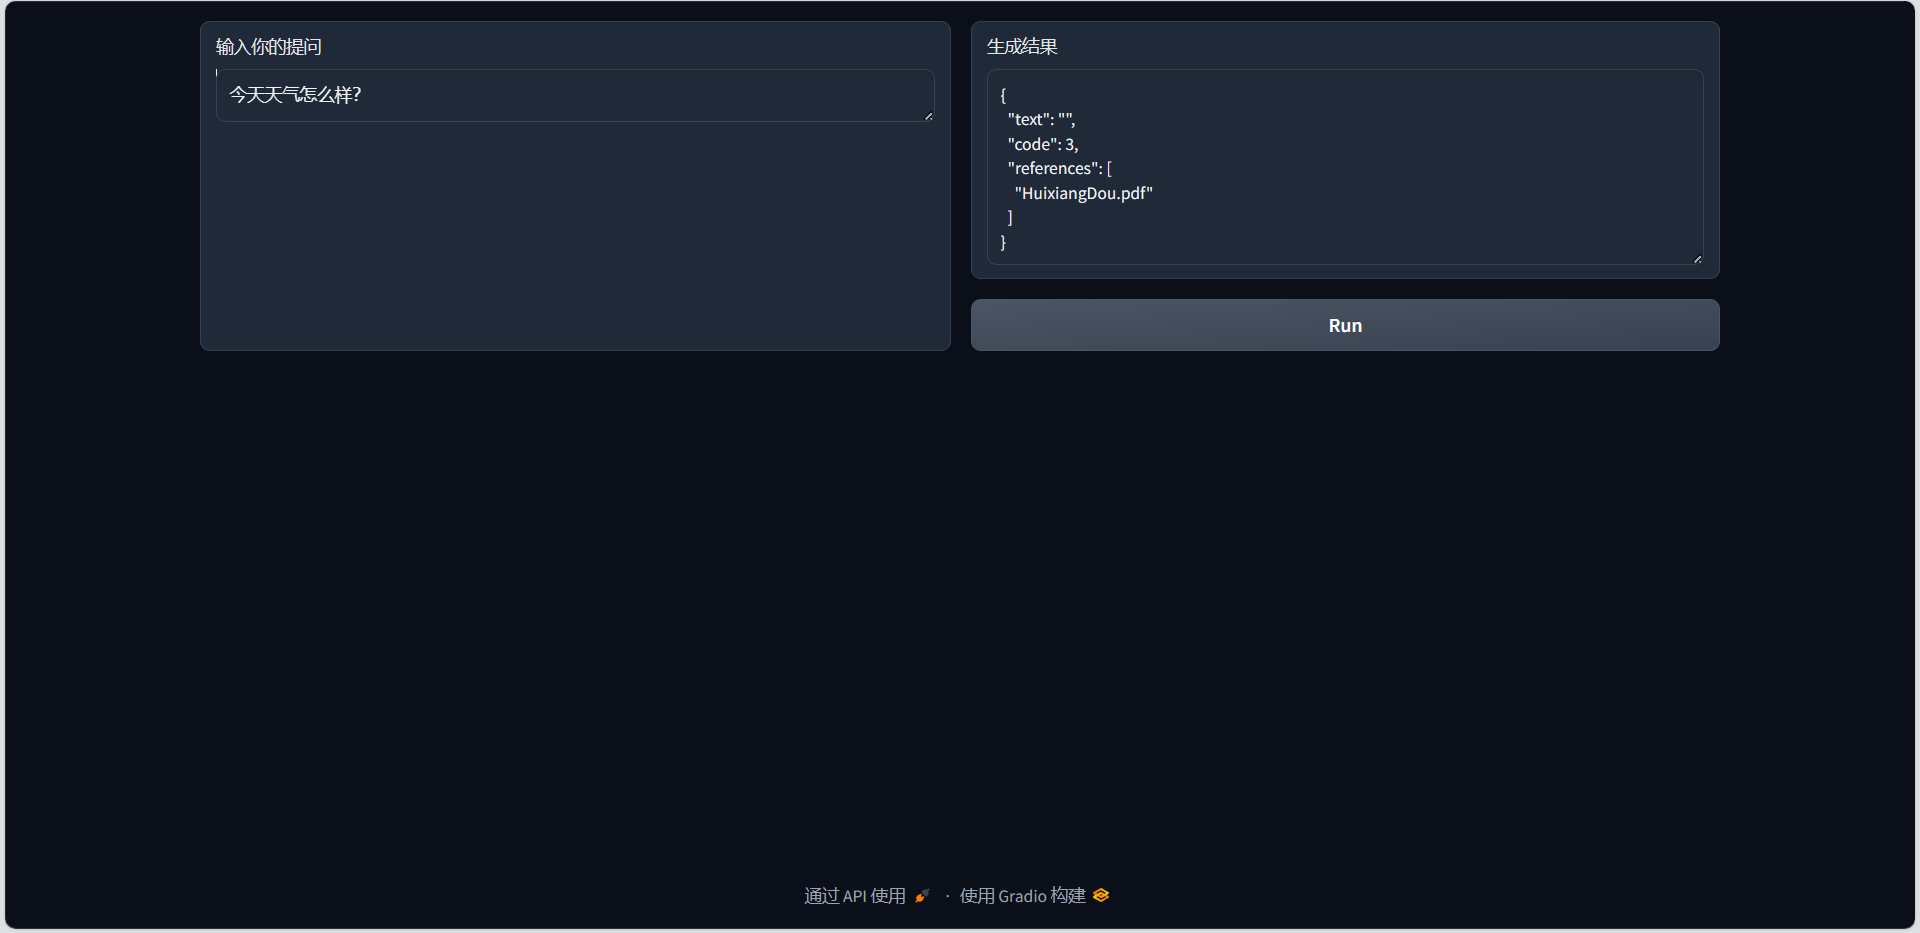 输入你的提问
今天天气怎么样？
生成结果
{
"text": "",
"code": 3,
"references": [
"HuixiangDou.pdf"
]
}
Run
通过 API 使用 · 使用 Gradio 构建